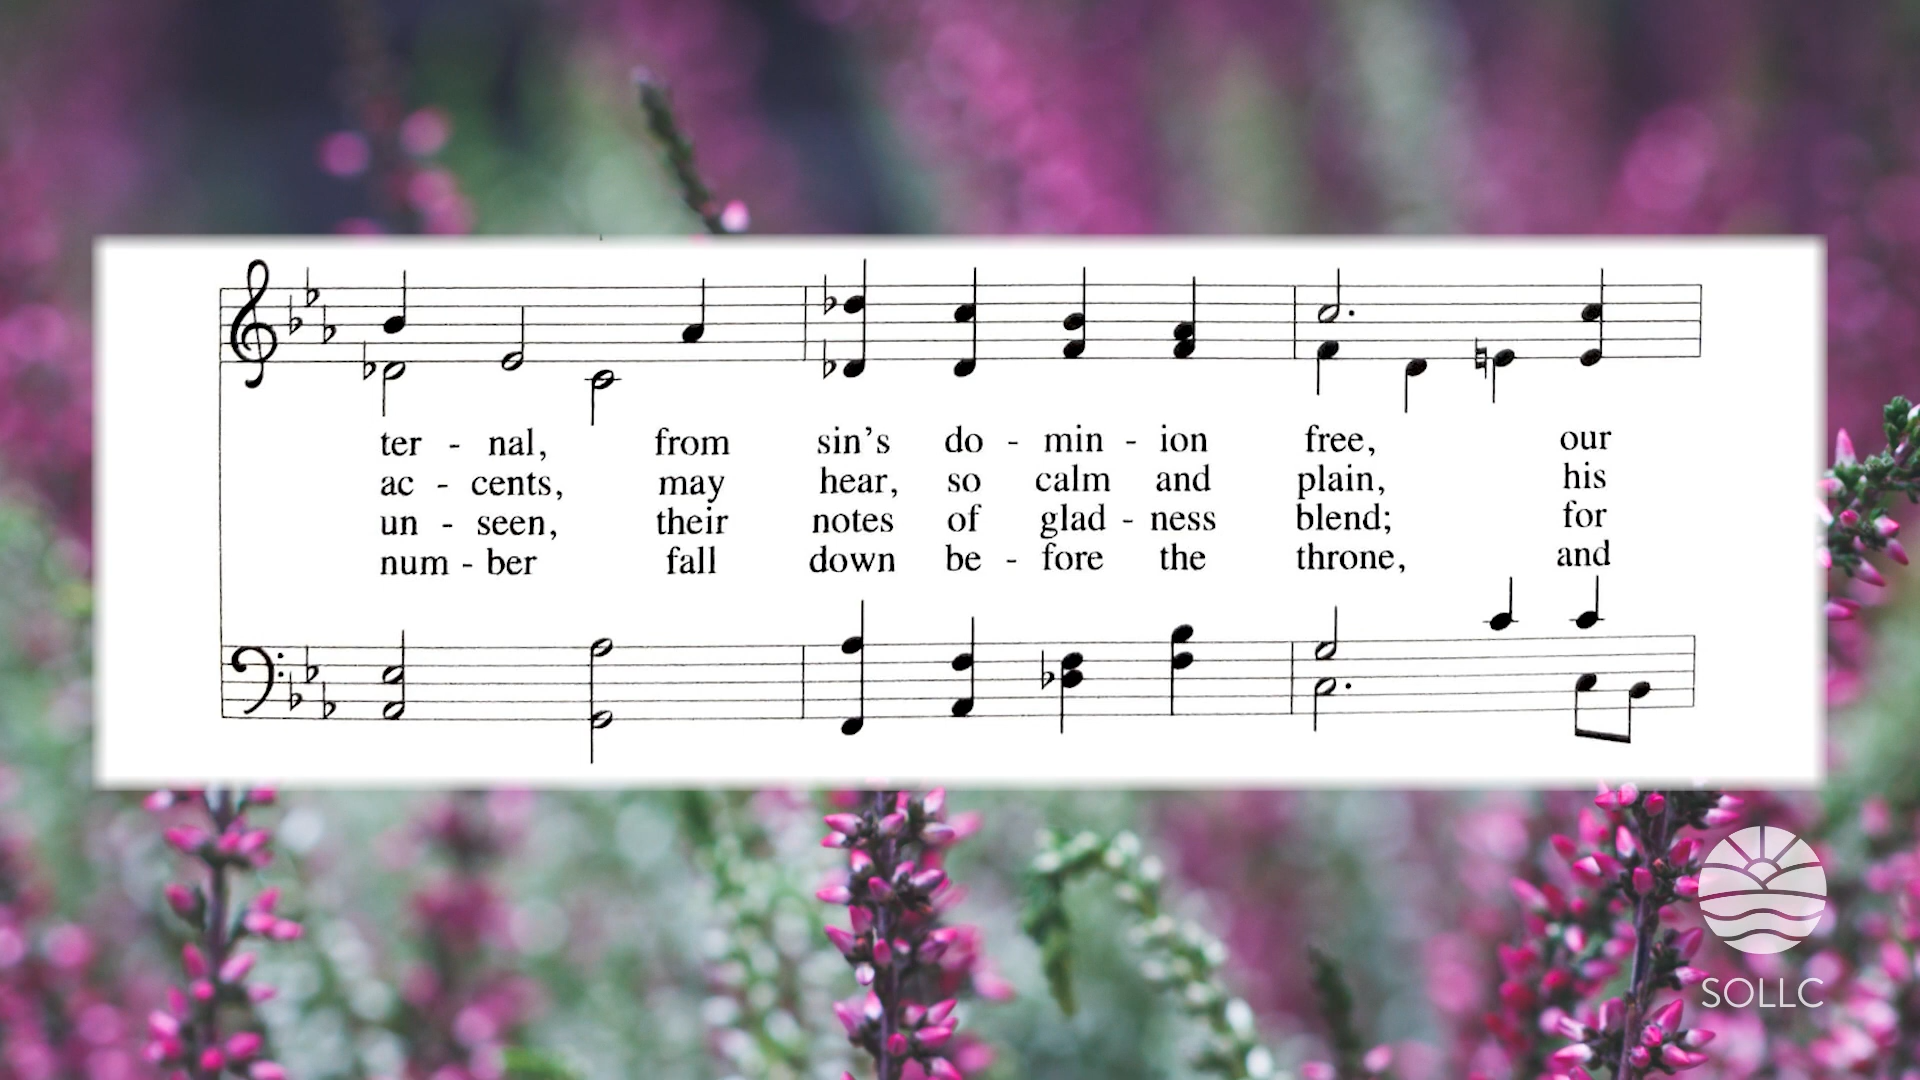 ter - nal, from sin's do - min - ion free, our
ac - cents, may hear, so calm and plain, his
un - seen, their notes of glad - ness blend; for
num - ber fall down be - fore the throne, and
SOLLC